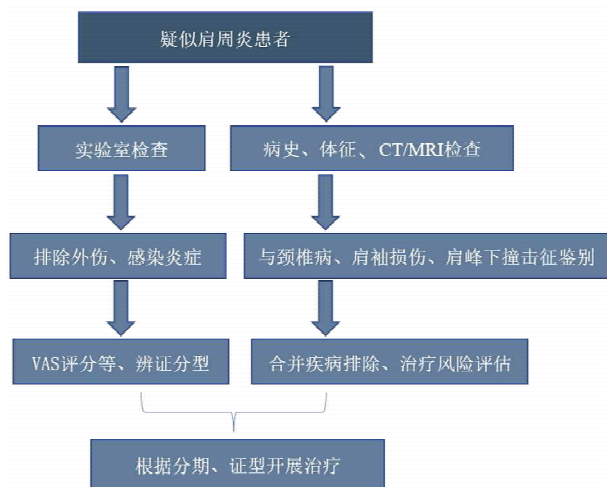 疑似肩周炎患者
实验室检查
病史、体征、CT/MRI检查
排除外伤、感染炎症
与颈椎病、肩袖损伤、肩峰下撞击征鉴别
VAS评分等、辨证分型
合并疾病排除、治疗风险评估
根据分期、证型开展治疗